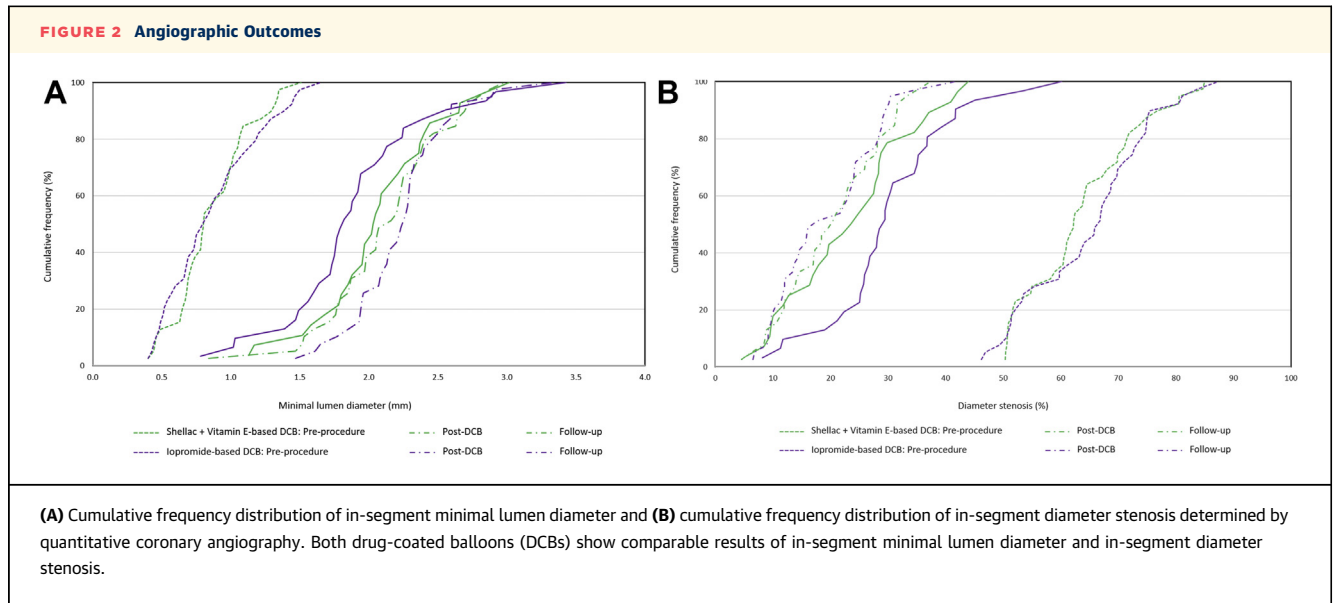 FIGURE 2 Angiographic Outcomes
A
Cumulative frequency (%)
100
80
60
40
20
0
0.0 0.5 1.0 1.5 2.0 2.5 3.0 3.5 4.0
Minimal lumen diameter (mm)
Shellac + Vitamin E-based DCB: Pre-procedure Post-DCB Follow-up
Iopromide-based DCB: Pre-procedure Post-DCB Follow-up
B
Cumulative frequency (%)
100
80
60
40
20
0
0 10 20 30 40 50 60 70 80 90 100
Diameter stenosis (%)
Shellac + Vitamin E-based DCB: Pre-procedure Post-DCB Follow-up
Iopromide-based DCB: Pre-procedure Post-DCB Follow-up
(A) Cumulative frequency distribution of in-segment minimal lumen diameter and (B) cumulative frequency distribution of in-segment diameter stenosis determined by
quantitative coronary angiography. Both drug-coated balloons (DCBs) show comparable results of in-segment minimal lumen diameter and in-segment diameter
stenosis.